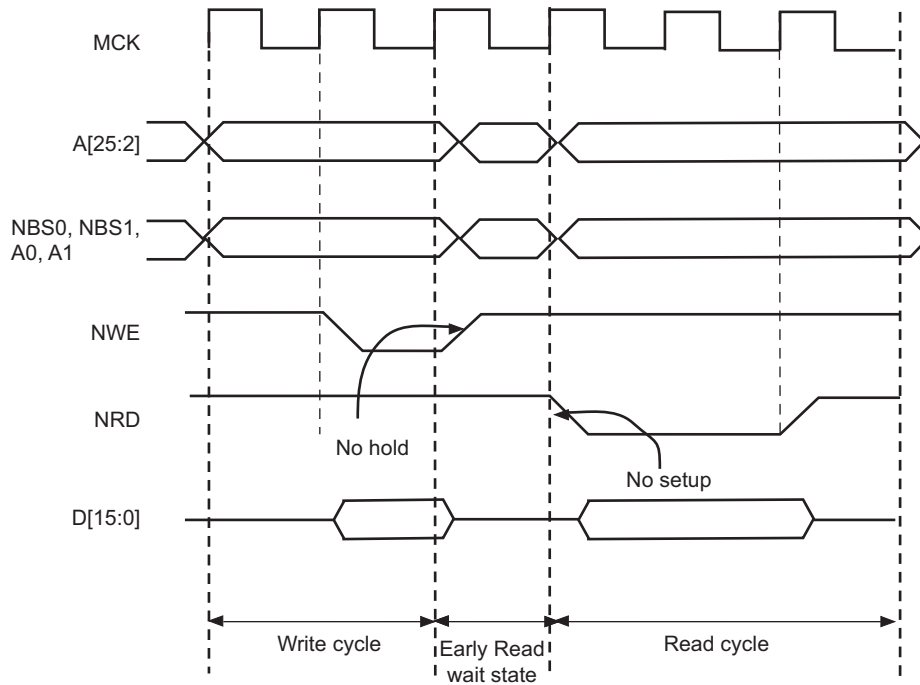 MCK
A[25:2]
NBS0, NBS1,
A0, A1
NWE
NRD
No hold
No setup
D[15:0]
Write cycle
Early Read
wait state
Read cycle